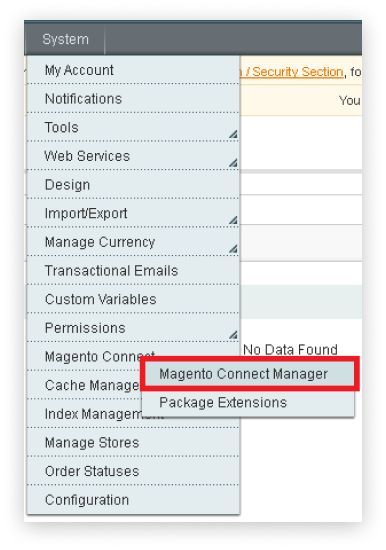 System
My Account
n / Security Section, fo
Notifications
You
Tools
Web Services
Design
Import/Export
Manage Currency
Transactional Emails
Custom Variables
Permissions
No Data Found
Magento Connect
Magento Connect Manager
Cache Manage
Package Extensions
Index Management
Manage Stores
Order Statuses
Configuration